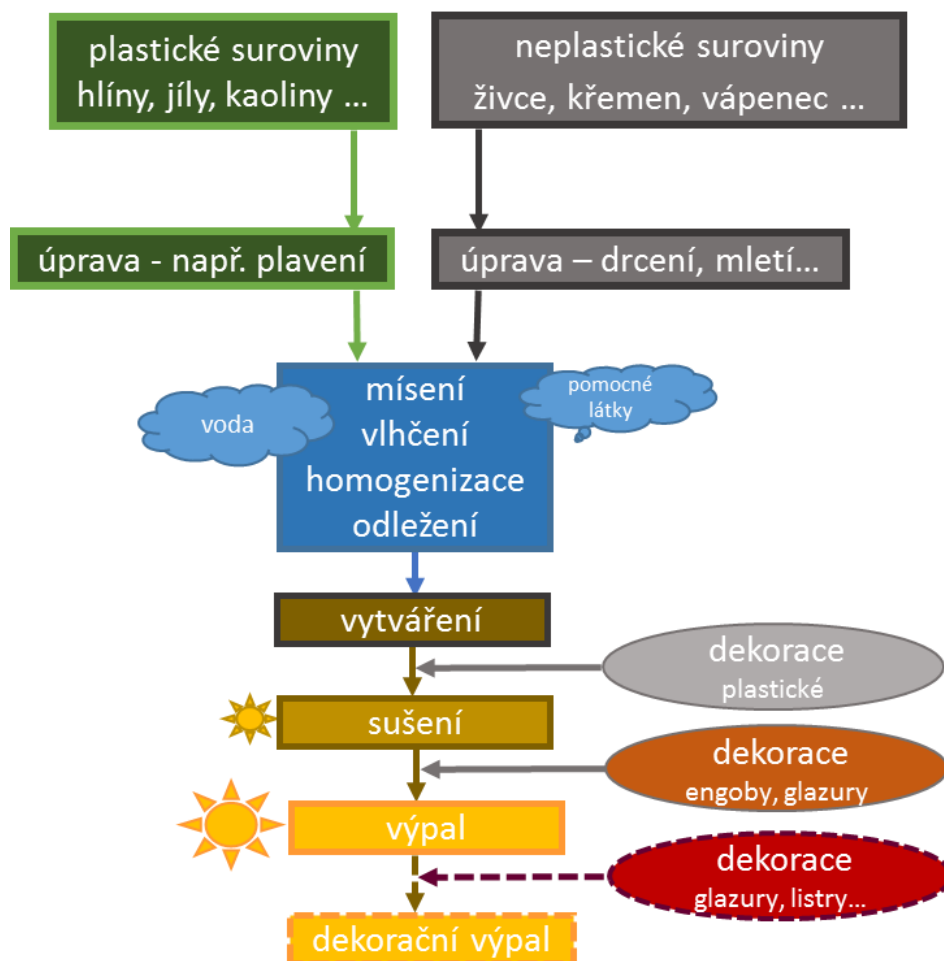 plastické suroviny
hlíny, jíly, kaoliny ...
neplastické suroviny
živce, křemen, vápenec ...
úprava - např. plavení
úprava – drcení, mletí...
voda
pomocné
látky
mísení
vlhčení
homogenizace
odležení
vytváření
dekorace
plastické
sušení
dekorace
engoby, glazury
výpal
dekorace
glazury, listry...
dekorační výpal